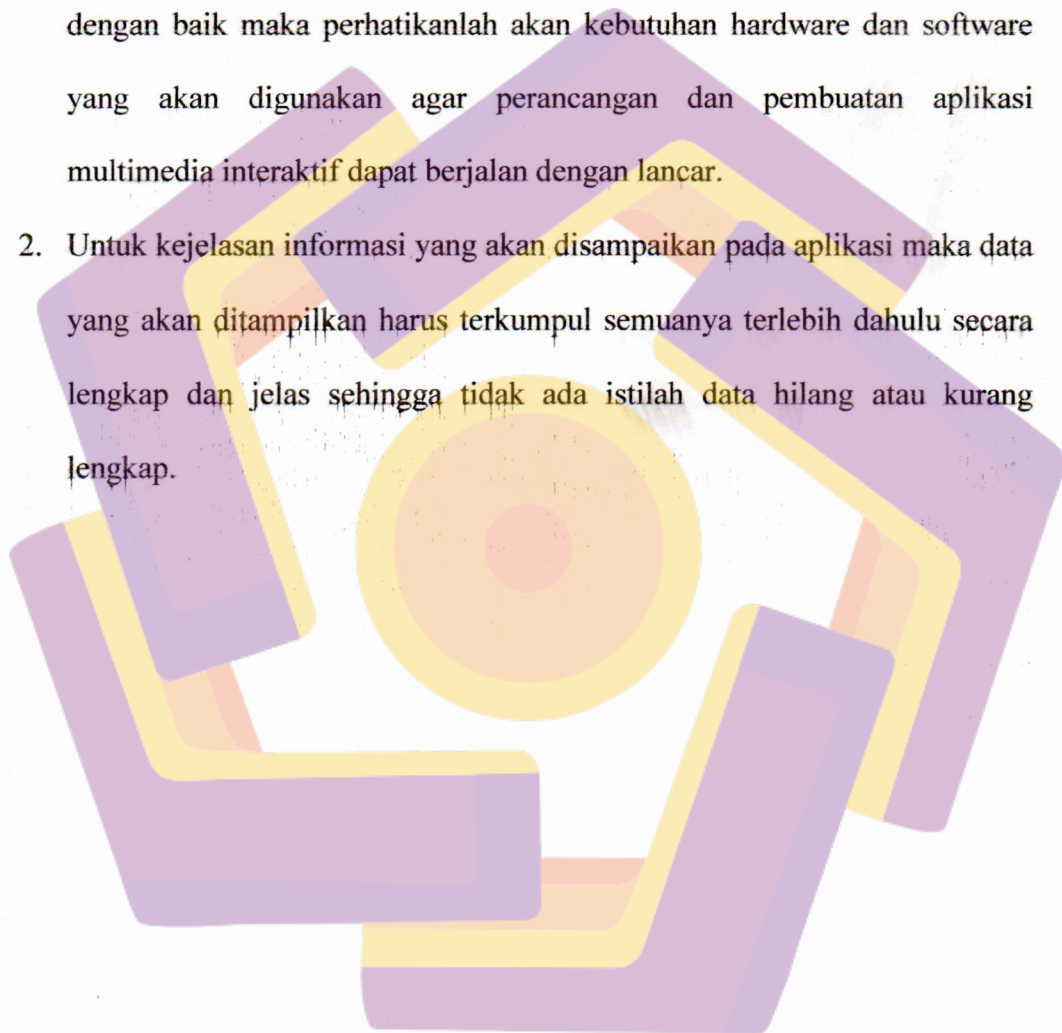 dengan baik maka perhatikanlah akan kebutuhan hardware dan software
yang akan digunakan agar perancangan dan pembuatan aplikasi
multimedia interaktif dapat berjalan dengan lancar.
2. Untuk kejelasan informasi yang akan disampaikan pada aplikasi maka data
yang akan ditampilkan harus terkumpul semuanya terlebih dahulu secara
lengkap dan jelas sehingga tidak ada istilah data hilang atau kurang
lengkap.